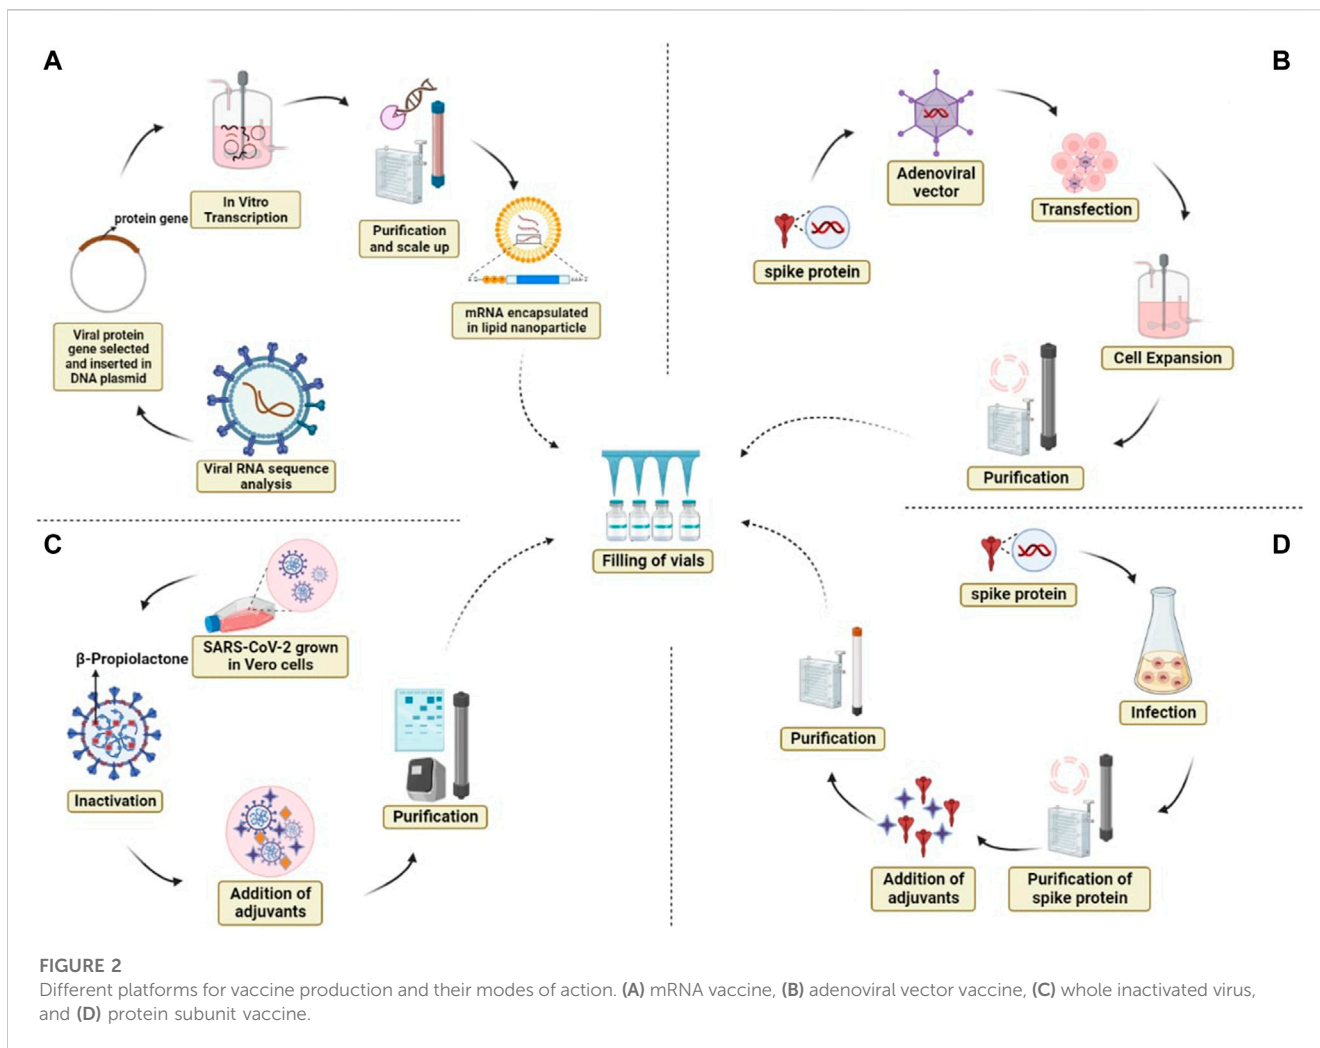 A
protein gene
In Vitro
Transcription
Purification
and scale up
mRNA encapsulated
in lipid nanoparticle
Viral protein
gene selected
and inserted in
DNA plasmid
Viral RNA sequence
analysis
B
Adenoviral
vector
Transfection
spike protein
Cell Expansion
Purification
Filling of vials
C
SARS-CoV-2 grown
in Vero cells
β-Propiolactone
Inactivation
Addition of
adjuvants
Purification
D
spike protein
Infection
Purification of
spike protein
Addition of
adjuvants
Purification
FIGURE 2
Different platforms for vaccine production and their modes of action. (A) mRNA vaccine, (B) adenoviral vector vaccine, (C) whole inactivated virus,
and (D) protein subunit vaccine.